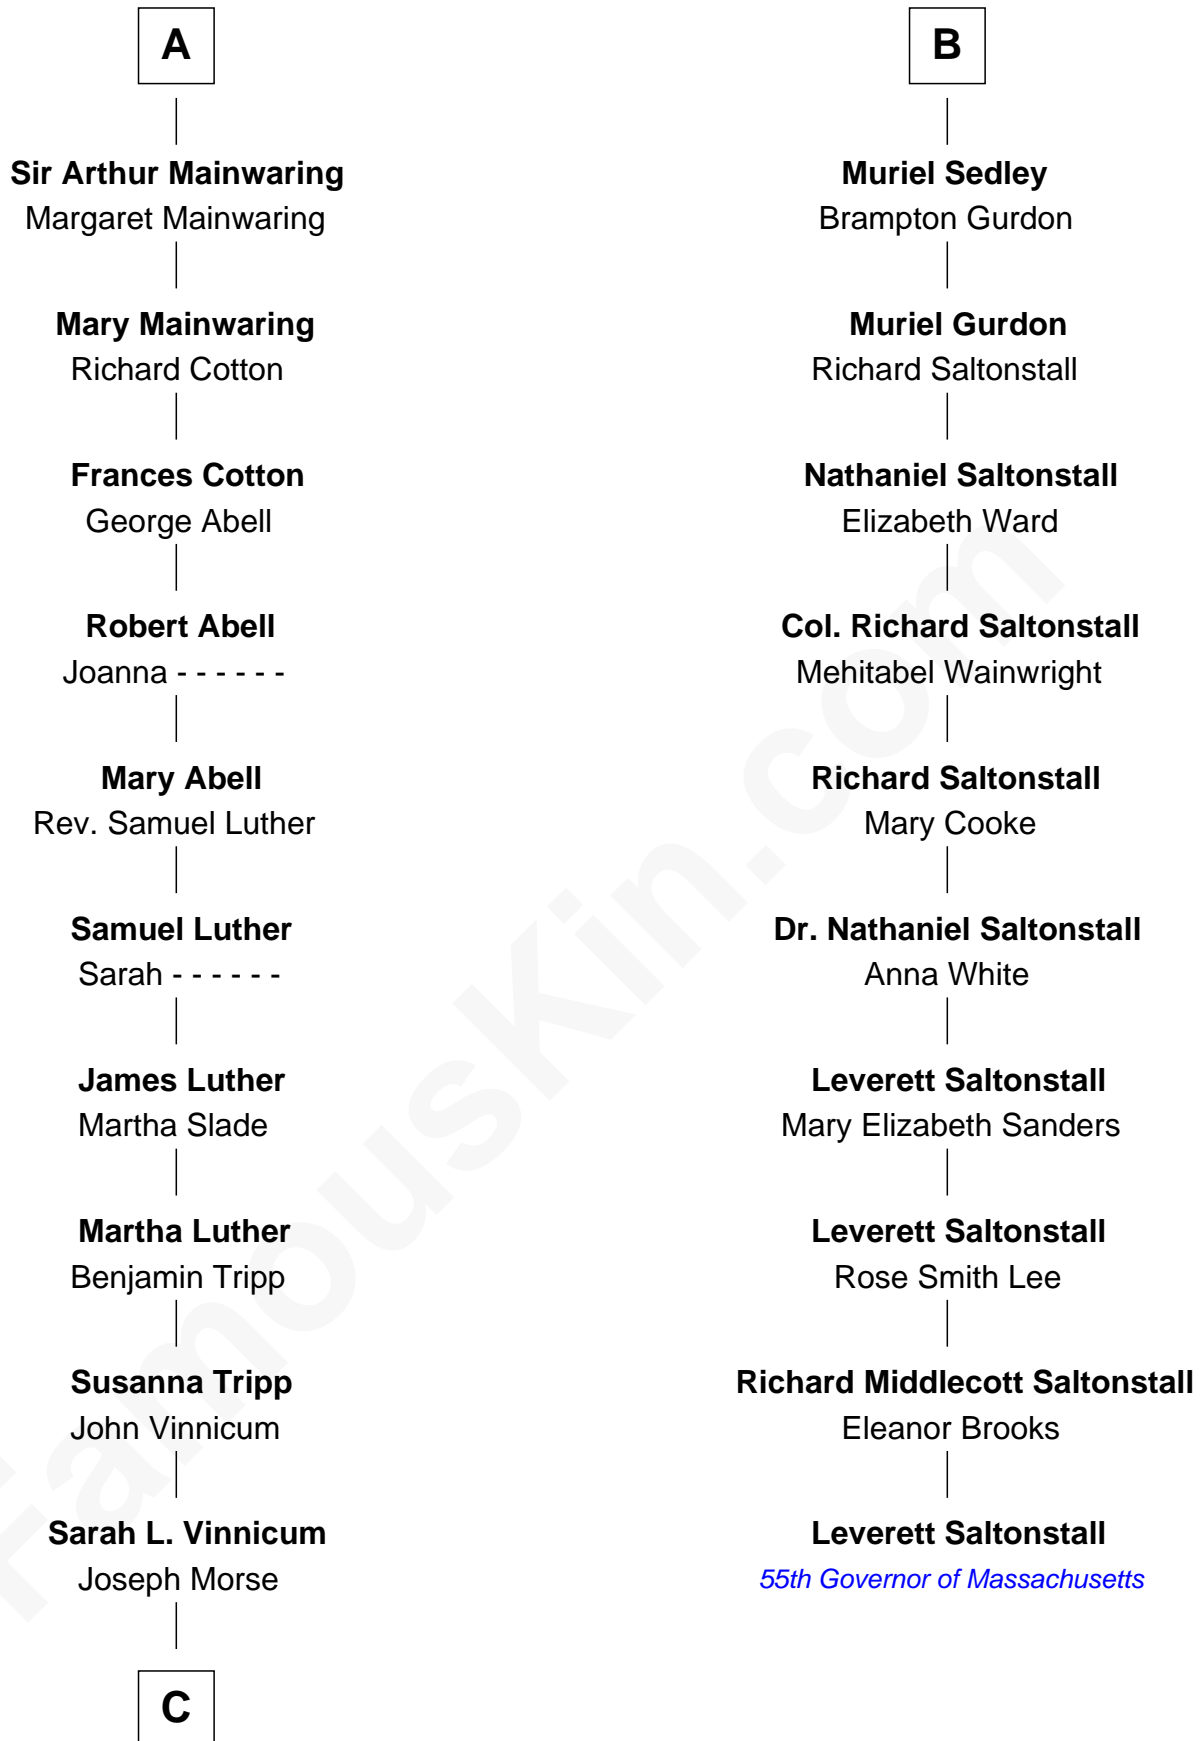 A
Sir Arthur Mainwaring
Margaret Mainwaring
Mary Mainwaring
Richard Cotton
Frances Cotton
George Abell
Robert Abell
Joanna - - - - - -
Mary Abell
Rev. Samuel Luther
Samuel Luther
Sarah - - - - - -
James Luther
Martha Slade
Martha Luther
Benjamin Tripp
Susanna Tripp
John Vinnicum
Sarah L. Vinnicum
Joseph Morse
C
B
Muriel Sedley
Brampton Gurdon
Muriel Gurdon
Richard Saltonstall
Nathaniel Saltonstall
Elizabeth Ward
Col. Richard Saltonstall
Mehitabel Wainwright
Richard Saltonstall
Mary Cooke
Dr. Nathaniel Saltonstall
Anna White
Leverett Saltonstall
Mary Elizabeth Sanders
Leverett Saltonstall
Rose Smith Lee
Richard Middlecott Saltonstall
Eleanor Brooks
Leverett Saltonstall
55th Governor of Massachusetts
FamousKin.com